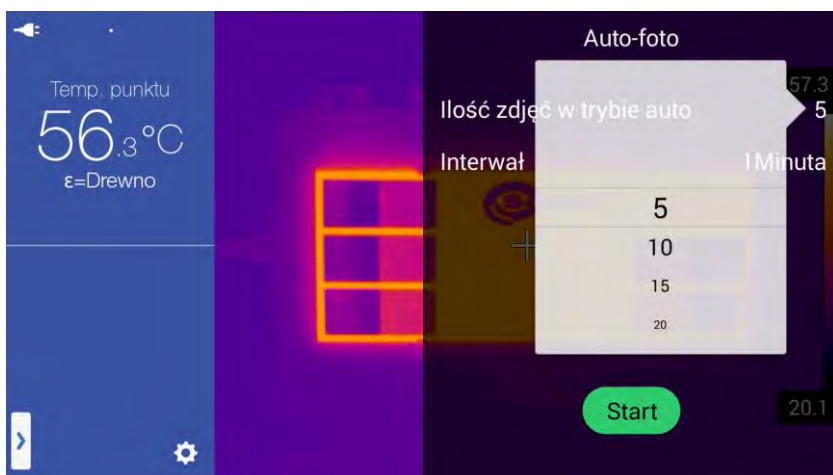 Temp. punktu
56.3°C
ε=Drewno
Auto-foto
57.3
Ilość zdjęć w trybie auto 5
Interwał 1Minuta
5
10
15
20
Start
20.1